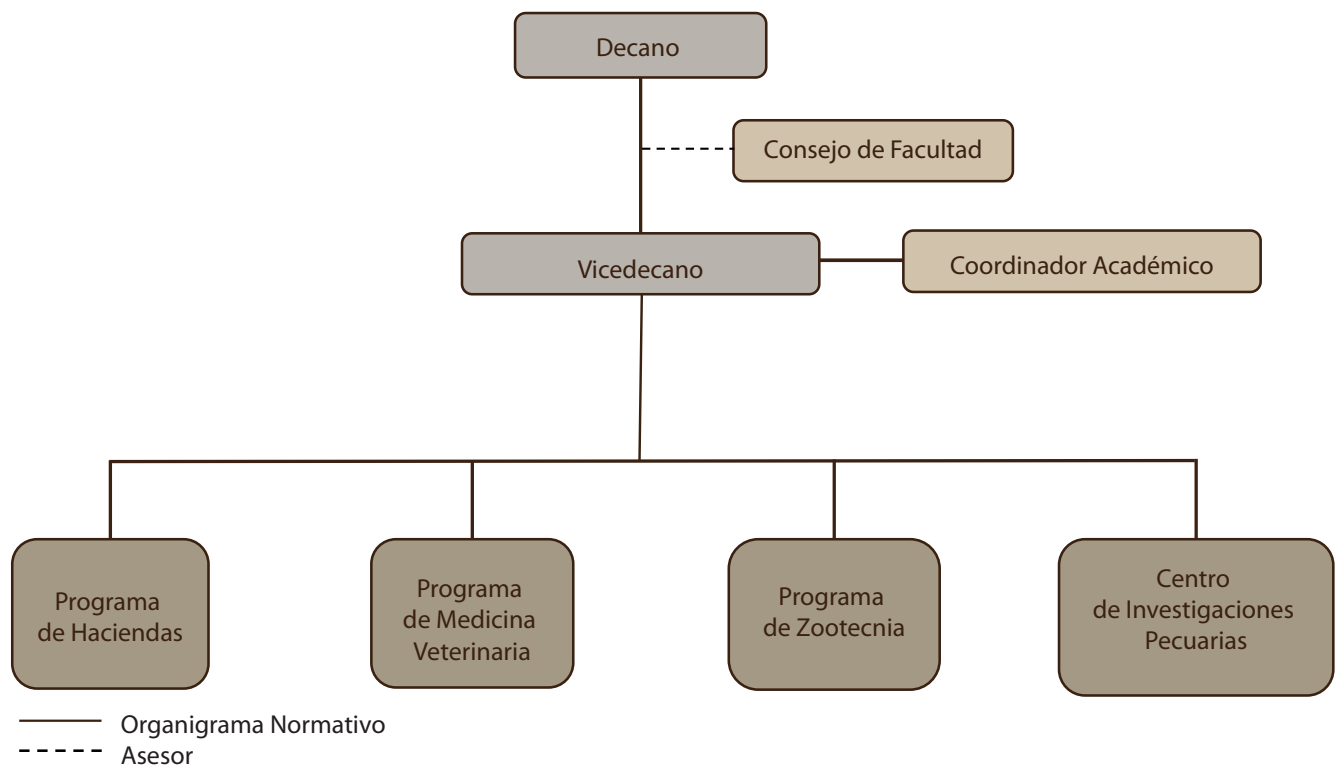 Decano
Consejo de Facultad
Vicedecano
Coordinador Académico
Programa
de Haciendas
Programa
de Medicina
Veterinaria
Programa
de Zootecnia
Centro
de Investigaciones
Pecuarias
Organigrama Normativo
Asesor